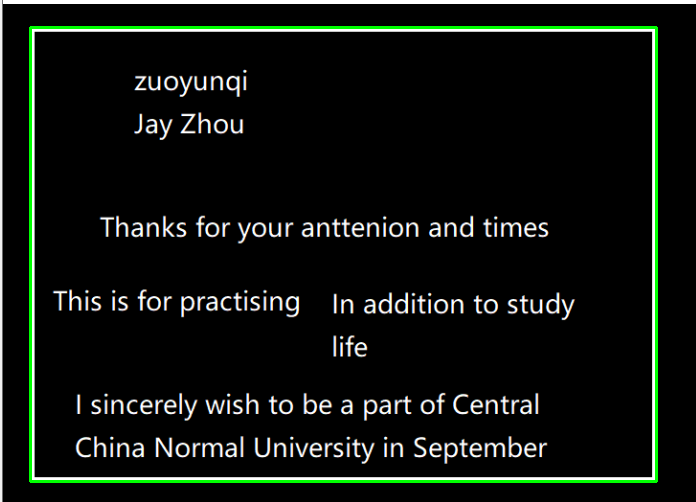 zuoyunqi
Jay Zhou
Thanks for your anttenion and times
This is for practising
In addition to study
life
I sincerely wish to be a part of Central
China Normal University in September